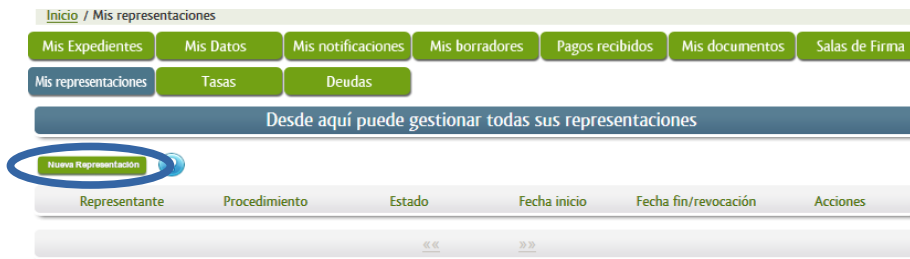 Inicio / Mis representaciones
Mis Expedientes Mis Datos Mis notificaciones Mis borradores Pagos recibidos Mis documentos Salas de Firma
Mis representaciones Tasas Deudas
Desde aquí puede gestionar todas sus representaciones
Nueva Representación
Representante Procedimiento Estado Fecha inicio Fecha fin/revocación Acciones
«« »»